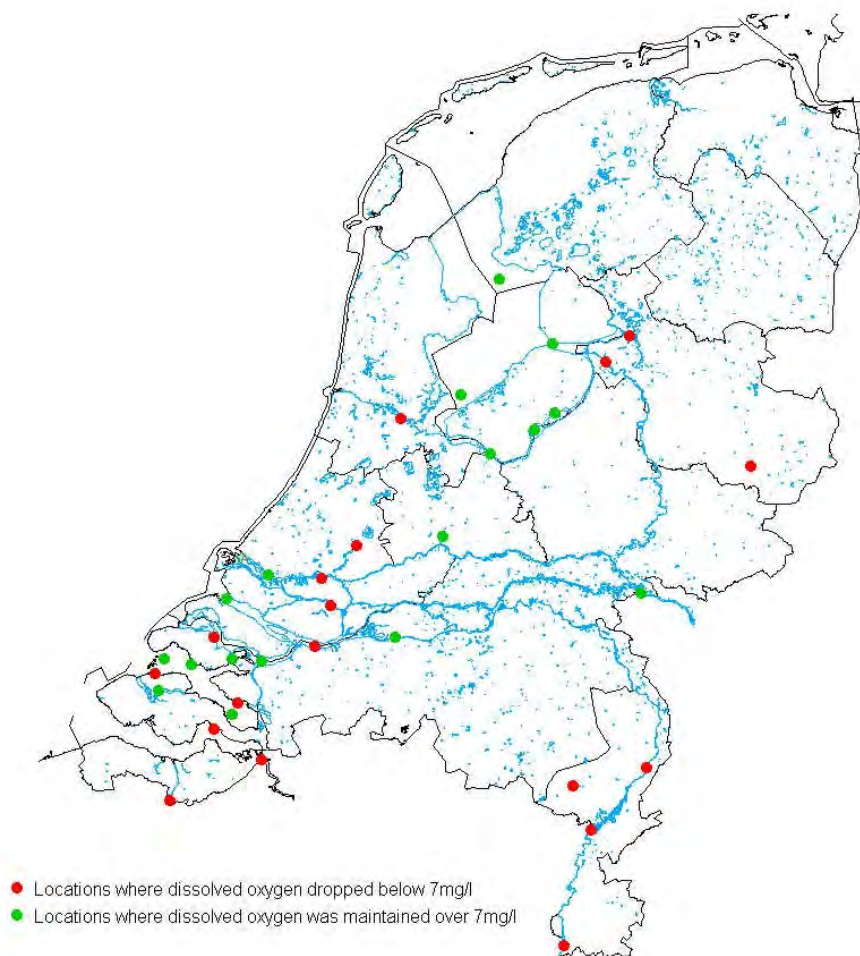 Locations where dissolved oxygen dropped below 7mg/l
Locations where dissolved oxygen was maintained over 7mg/l